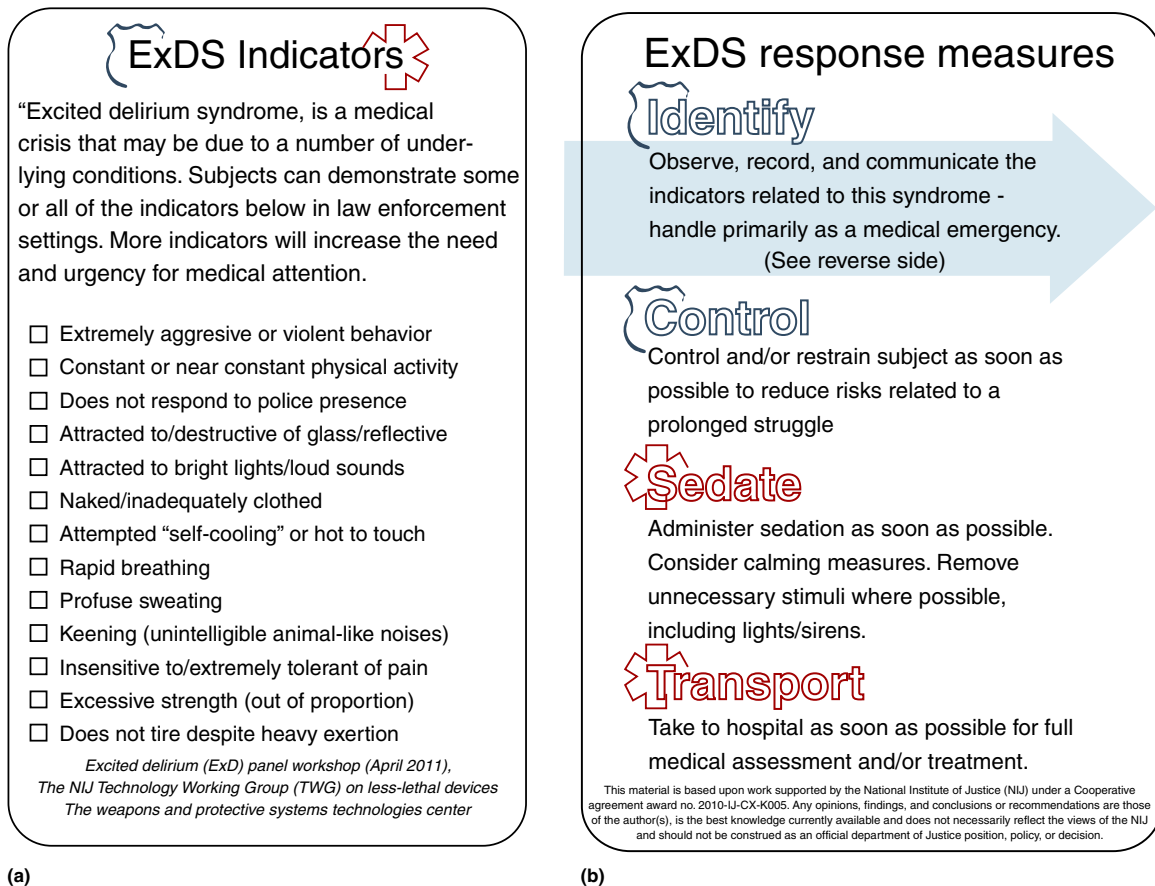 ExDS Indicators
“Excited delirium syndrome, is a medical
crisis that may be due to a number of under-
lying conditions. Subjects can demonstrate some
or all of the indicators below in law enforcement
settings. More indicators will increase the need
and urgency for medical attention.
Extremely aggresive or violent behavior
Constant or near constant physical activity
Does not respond to police presence
Attracted to/destructive of glass/reflective
Attracted to bright lights/loud sounds
Naked/inadequately clothed
Attempted “self-cooling” or hot to touch
Rapid breathing
Profuse sweating
Keening (unintelligible animal-like noises)
Insensitive to/extremely tolerant of pain
Excessive strength (out of proportion)
Does not tire despite heavy exertion
Excited delirium (ExD) panel workshop (April 2011),
The NIJ Technology Working Group (TWG) on less-lethal devices
The weapons and protective systems technologies center
(a)
ExDS response measures
Identify
Observe, record, and communicate the
indicators related to this syndrome -
handle primarily as a medical emergency.
(See reverse side)
Control
Control and/or restrain subject as soon as
possible to reduce risks related to a
prolonged struggle
Sedate
Administer sedation as soon as possible.
Consider calming measures. Remove
unnecessary stimuli where possible,
including lights/sirens.
Transport
Take to hospital as soon as possible for full
medical assessment and/or treatment.
This material is based upon work supported by the National Institute of Justice (NIJ) under a Cooperative
agreement award no. 2010-IJ-CX-K005. Any opinions, findings, and conclusions or recommendations are those
of the author(s), is the best knowledge currently available and does not necessarily reflect the views of the NIJ
and should not be construed as an official department of Justice position, policy, or decision.
(b)